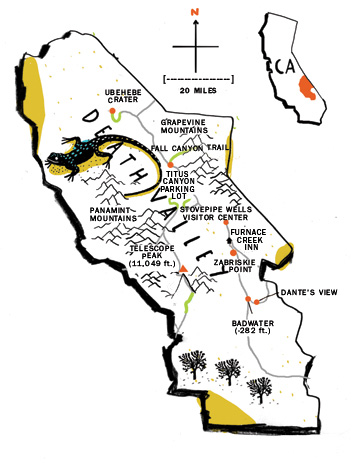 N
[---------------]
20 MILES
CA
UBEHEBE
CRATER
DEATH VALLEY
GRAPEVINE
MOUNTAINS
FALL CANYON TRAIL
TITUS
CANYON
PARKING
LOT
PANAMINT
MOUNTAINS
STOVEPIPE WELLS
VISITOR CENTER
FURNACE
CREEK
INN
TELESCOPE
PEAK
(11,049 ft.)
ZABRISKIE
POINT
DANTE'S VIEW
BADWATER
(-282 ft.)